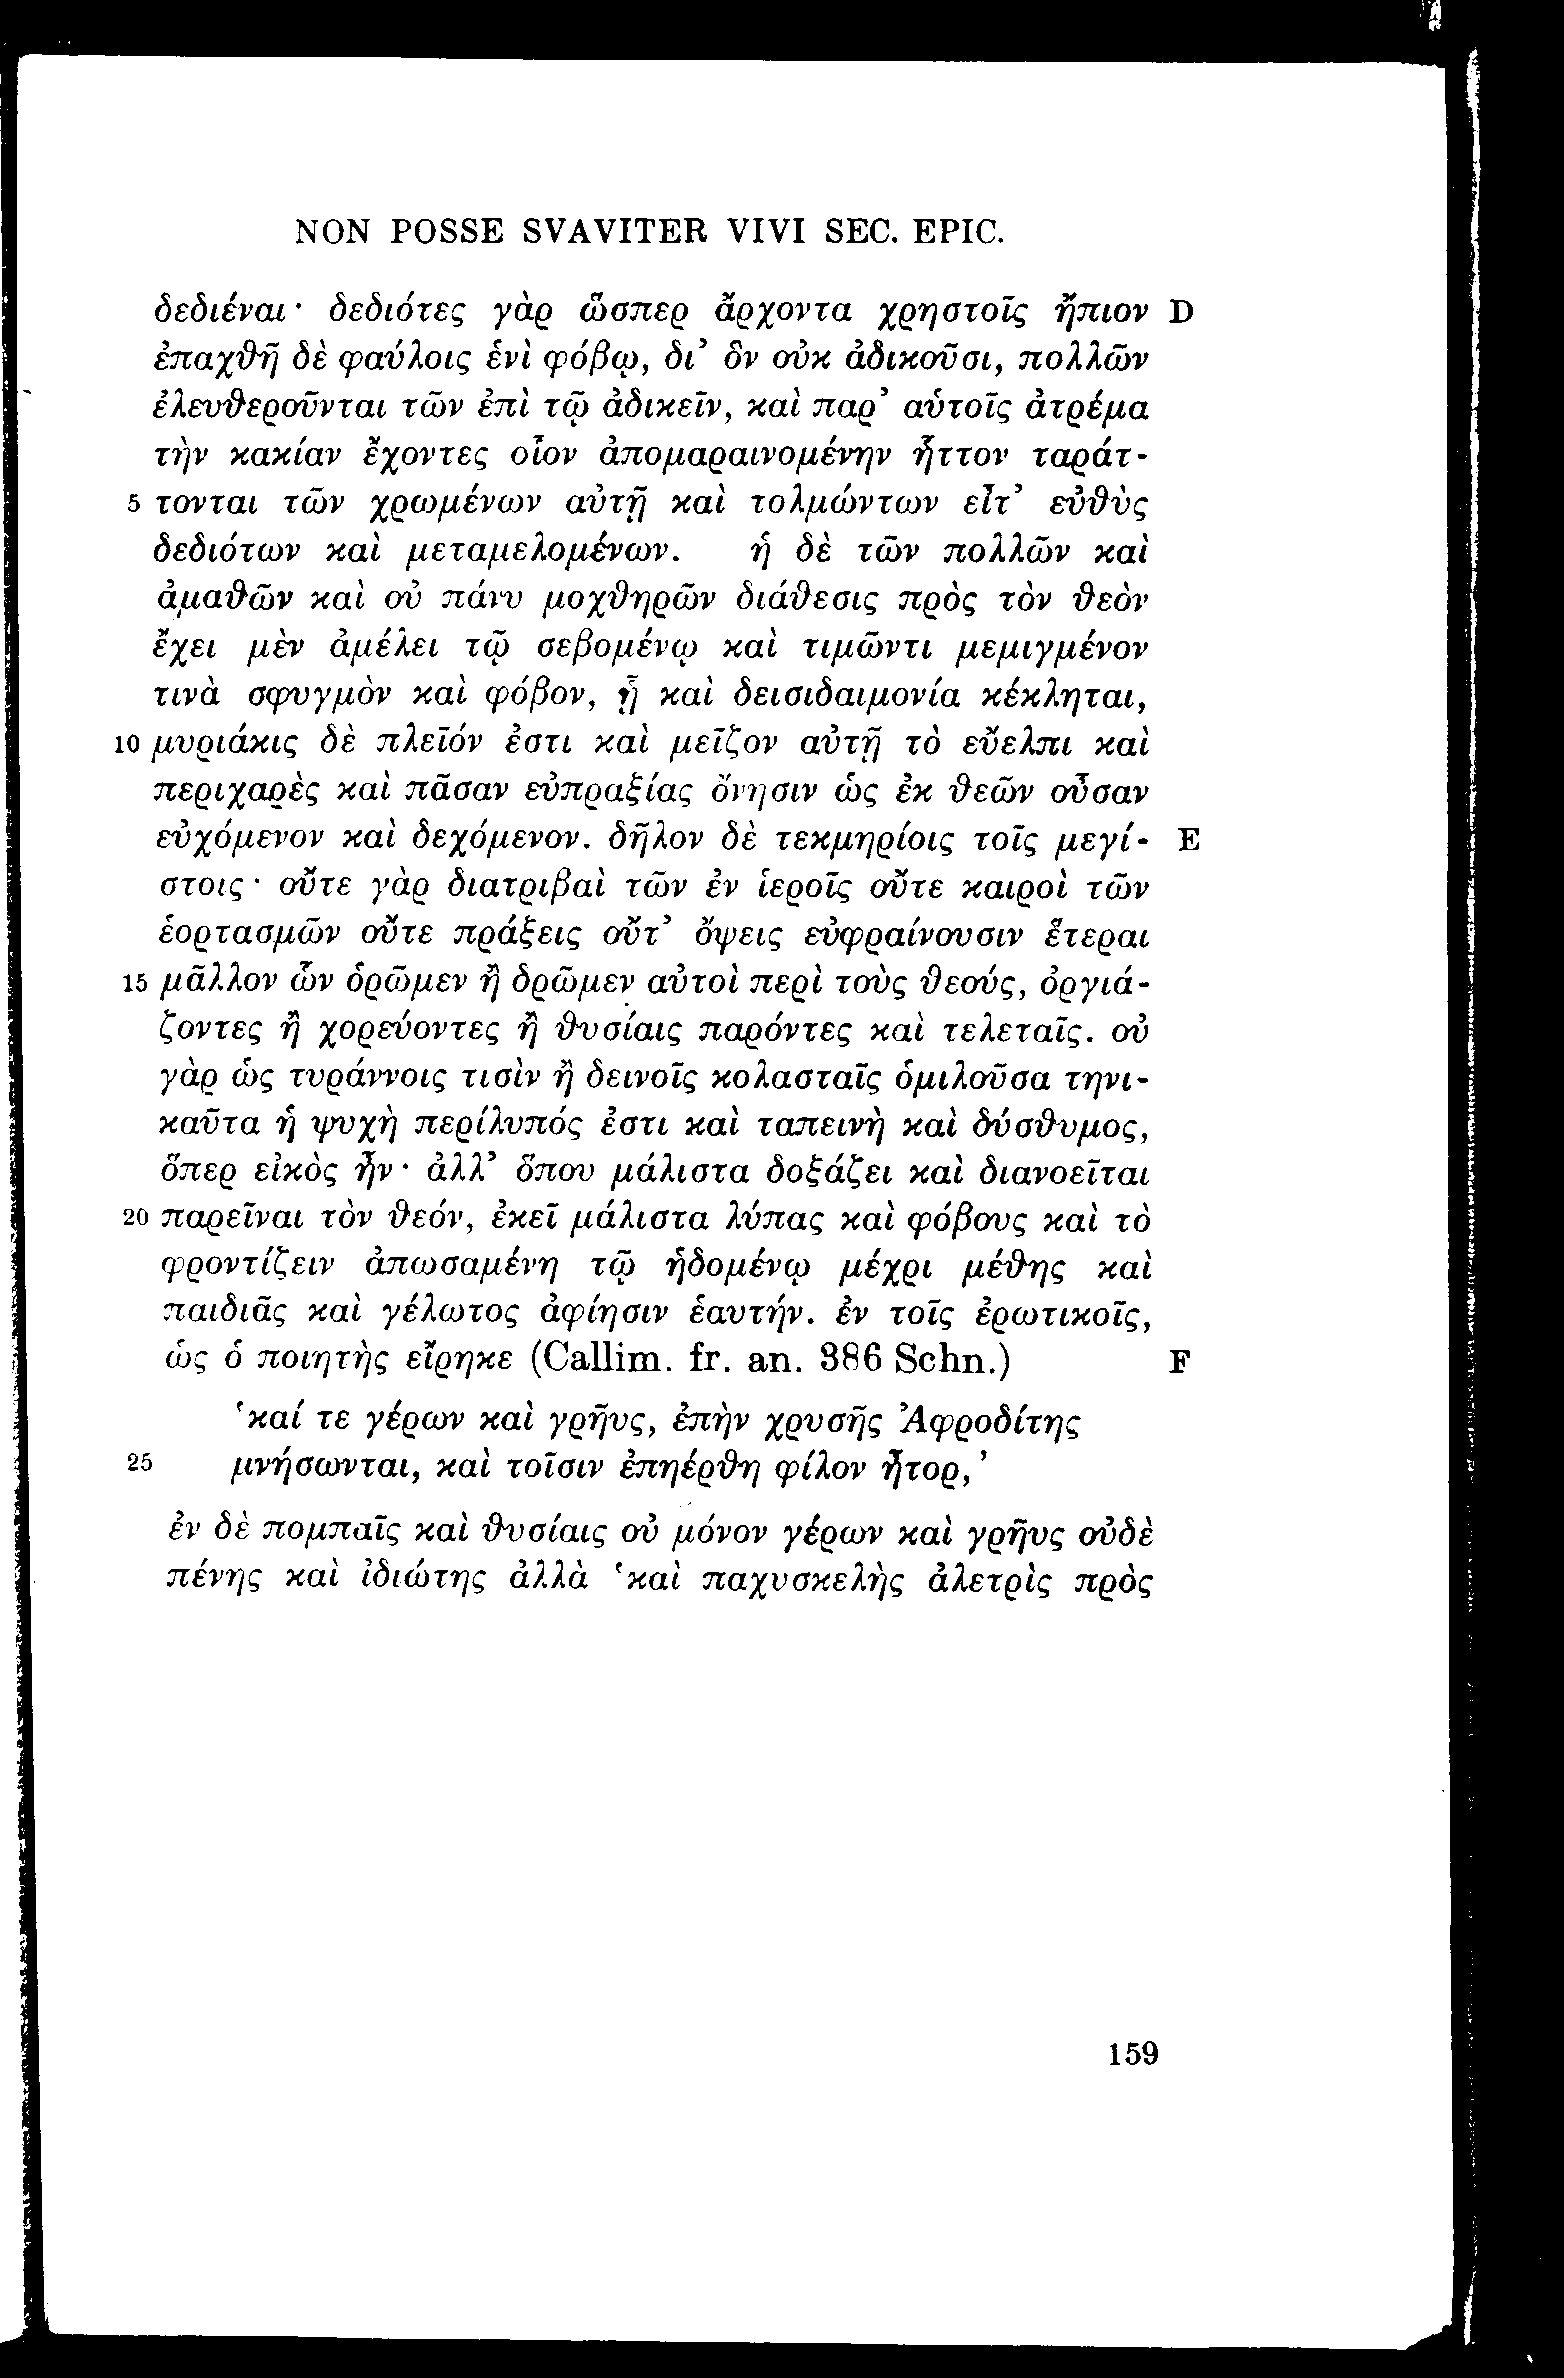 NON POSSE SVAVITER VIVI SEC. EPIC.
δεδιέναι· δεδιότες γὰρ ὥσπερ ἄρχοντα χρηστοῖς ἤπιον D
ἐπαχθῆ δὲ φαύλοις ἑνὶ φόβῳ, δι’ ὃν οὐκ ἀδικοῦσι, πολλῶν
ἐλευθεροῦνται τῶν ἐπὶ τῷ ἀδικεῖν, καὶ παρ’ αὑτοῖς ἀτρέμα
τὴν κακίαν ἔχοντες οἷον ἀπομαραινομένην ἧττον ταράτ-
5 τονται τῶν χρωμένων αὐτῇ καὶ τολμώντων εἶτ’ εὐθὺς
δεδιότων καὶ μεταμελομένων. ἡ δὲ τῶν πολλῶν καὶ
ἀμαθῶν καὶ οὐ πάνυ μοχθηρῶν διάθεσις πρὸς τὸν θεὸν
ἔχει μὲν ἀμέλει τῷ σεβομένῳ καὶ τιμῶντι μεμιγμένον
τινὰ σφυγμὸν καὶ φόβον, ᾗ καὶ δεισιδαιμονία κέκληται,
10 μυριάκις δὲ πλεῖόν ἐστι καὶ μεῖζον αὐτῇ τὸ εὔελπι καὶ
περιχαρὲς καὶ πᾶσαν εὐπραξίας ὄνησιν ὡς ἐκ θεῶν οὖσαν
εὐχόμενον καὶ δεχόμενον. δῆλον δὲ τεκμηρίοις τοῖς μεγί- E
στοις· οὔτε γὰρ διατριβαὶ τῶν ἐν ἱεροῖς οὔτε καιροὶ τῶν
ἑορτασμῶν οὔτε πράξεις οὔτ’ ὄψεις εὐφραίνουσιν ἕτεραι
15 μᾶλλον ὧν ὁρῶμεν ἢ δρῶμεν αὐτοὶ περὶ τοὺς θεούς, ὀργιά-
ζοντες ἢ χορεύοντες ἢ θυσίαις παρόντες καὶ τελεταῖς. οὐ
γὰρ ὡς τυράννοις τισὶν ἢ δεινοῖς κολασταῖς ὁμιλοῦσα τηνι-
καῦτα ἡ ψυχὴ περίλυπός ἐστι καὶ ταπεινὴ καὶ δύσθυμος,
ὅπερ εἰκὸς ἦν· ἀλλ’ ὅπου μάλιστα δοξάζει καὶ διανοεῖται
20 παρεῖναι τὸν θεόν, ἐκεῖ μάλιστα λύπας καὶ φόβους καὶ τὸ
φροντίζειν ἀπωσαμένη τῷ ἡδομένῳ μέχρι μέθης καὶ
παιδιᾶς καὶ γέλωτος ἀφίησιν ἑαυτήν. ἐν τοῖς ἐρωτικοῖς,
ὡς ὁ ποιητὴς εἴρηκε (Callim. fr. an. 386 Schn.) F
‘καί τε γέρων καὶ γρῆυς, ἐπὴν χρυσῆς Ἀφροδίτης
25 μνήσωνται, καὶ τοῖσιν ἐπηέρθη φίλον ἦτορ,’
ἐν δὲ πομπαῖς καὶ θυσίαις οὐ μόνον γέρων καὶ γρῆυς οὐδὲ
πένης καὶ ἰδιώτης ἀλλὰ ‘καὶ παχυσκελὴς ἀλετρὶς πρὸς
159